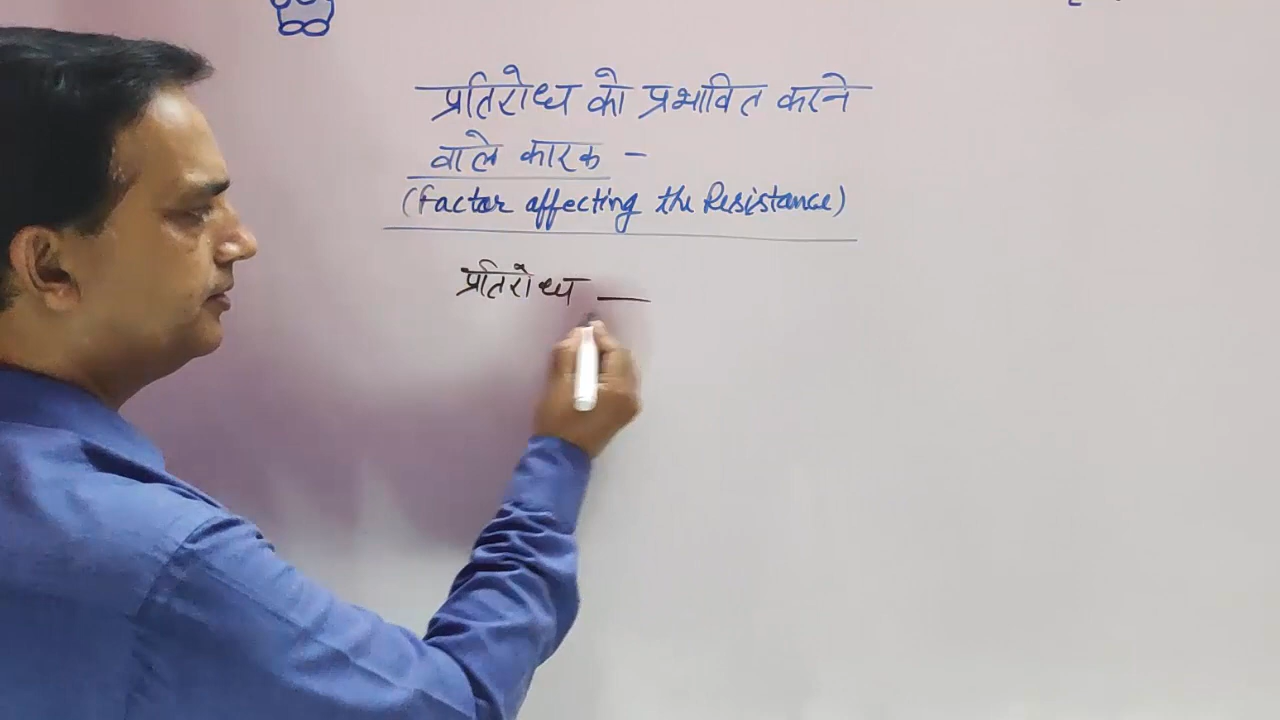 प्रतिरोध को प्रभावित करने
वाले कारक -
(Factor affecting the Resistance)
प्रतिरोध —